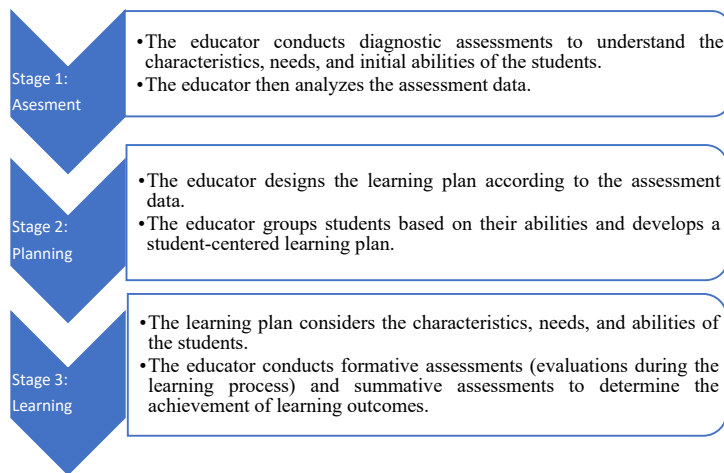 Stage 1:
Asesment
•The educator conducts diagnostic assessments to understand the
characteristics, needs, and initial abilities of the students.
•The educator then analyzes the assessment data.
Stage 2:
Planning
•The educator designs the learning plan according to the assessment
data.
•The educator groups students based on their abilities and develops a
student-centered learning plan.
Stage 3:
Learning
•The learning plan considers the characteristics, needs, and abilities of
the students.
•The educator conducts formative assessments (evaluations during the
learning process) and summative assessments to determine the
achievement of learning outcomes.